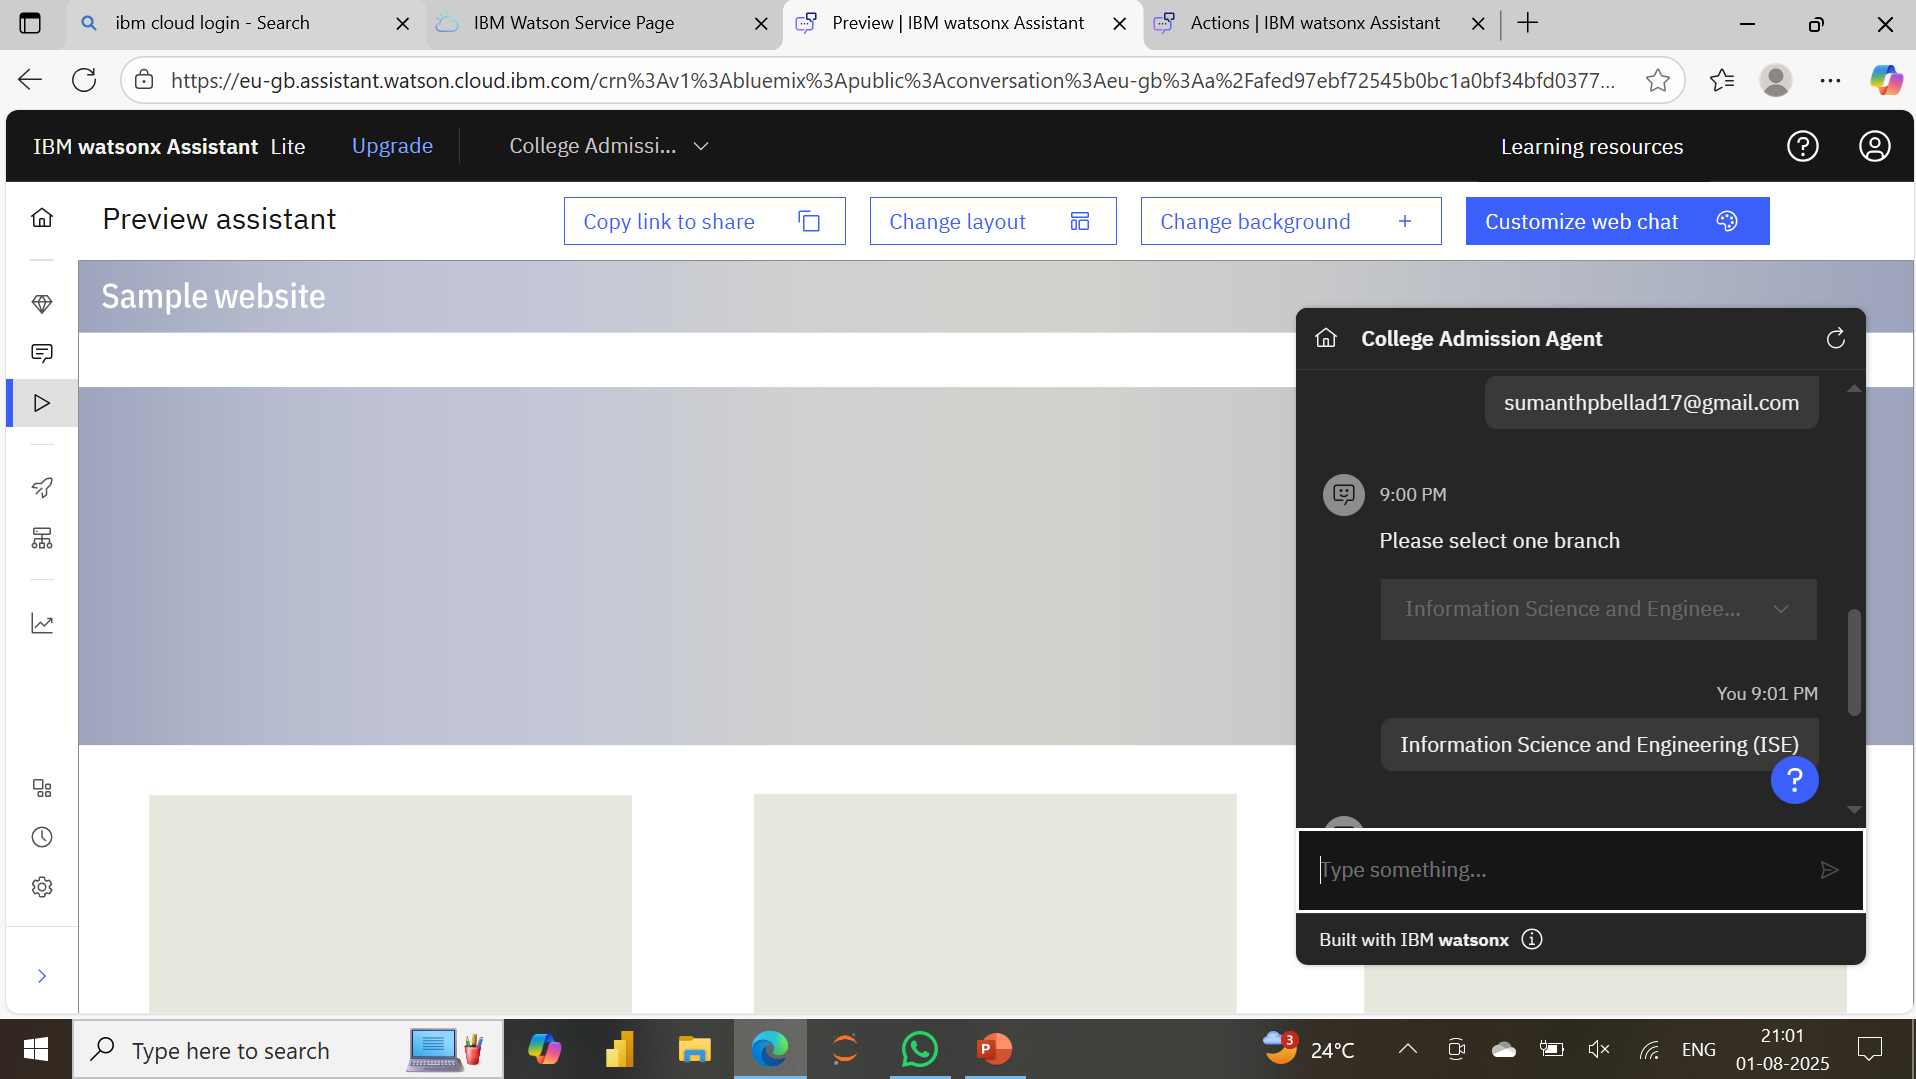 ibm cloud login - Search
IBM Watson Service Page
Preview | IBM watsonx Assistant
Actions | IBM watsonx Assistant
https://eu-gb.assistant.watson.cloud.ibm.com/crn%3Av1%3Abluemix%3Apublic%3Aconversation%3Aeu-gb%3Aa%2Fafed97ebf72545b0bc1a0bf34bfd0377...
IBM watsonx Assistant Lite
Upgrade
College Admissi...
Learning resources
Preview assistant
Copy link to share
Change layout
Change background
Customize web chat
Sample website
College Admission Agent
sumanthpbellad17@gmail.com
9:00 PM
Please select one branch
Information Science and Enginee...
You 9:01 PM
Information Science and Engineering (ISE)
?
Type something...
Built with IBM watsonx
Type here to search
3
24°C
ENG
21:01
01-08-2025